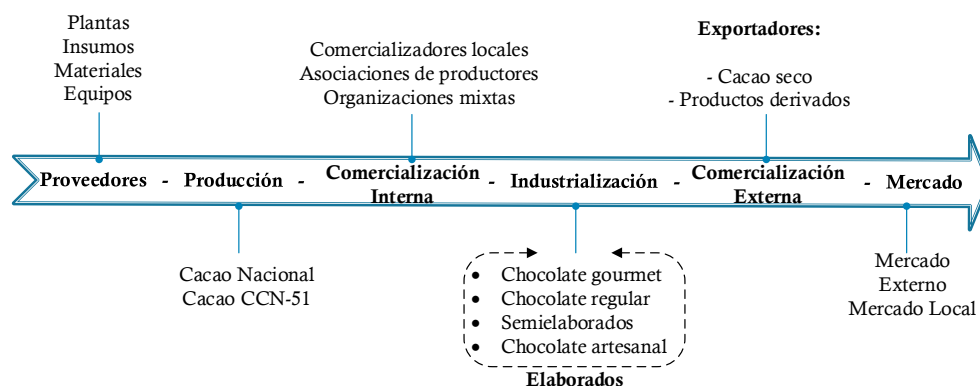 Plantas
Insumos
Materiales
Equipos
Comercializadores locales
Asociaciones de productores
Organizaciones mixtas
Exportadores:
- Cacao seco
- Productos derivados
Proveedores - Producción - Comercialización Interna - Industrialización - Comercialización Externa - Mercado
Cacao Nacional
Cacao CCN-51
• Chocolate gourmet
• Chocolate regular
• Semielaborados
• Chocolate artesanal
Elaborados
Mercado
Externo
Mercado Local